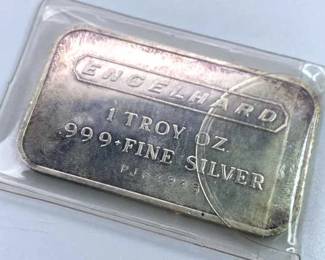 ENGELHARD
1 TROY OZ.
.999+FINE SILVER